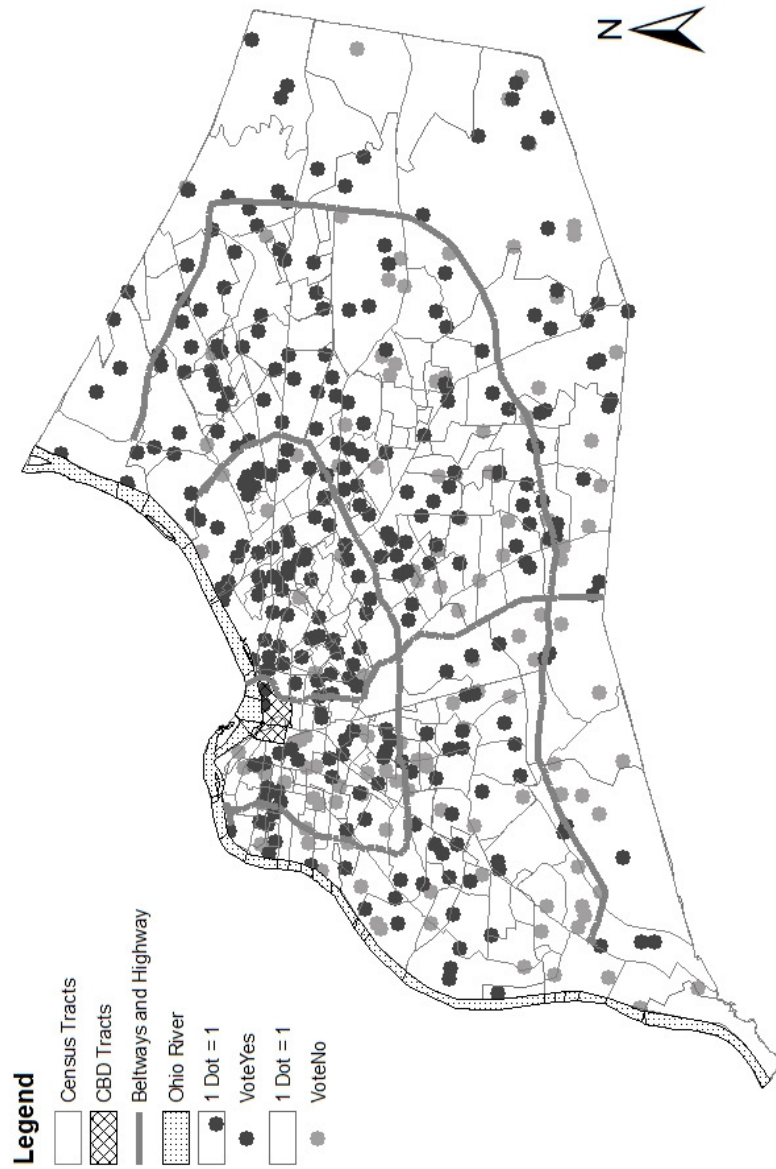 Legend
Census Tracts
CBD Tracts
Beltways and Highway
Ohio River
1 Dot = 1
VoteYes
1 Dot = 1
VoteNo
N